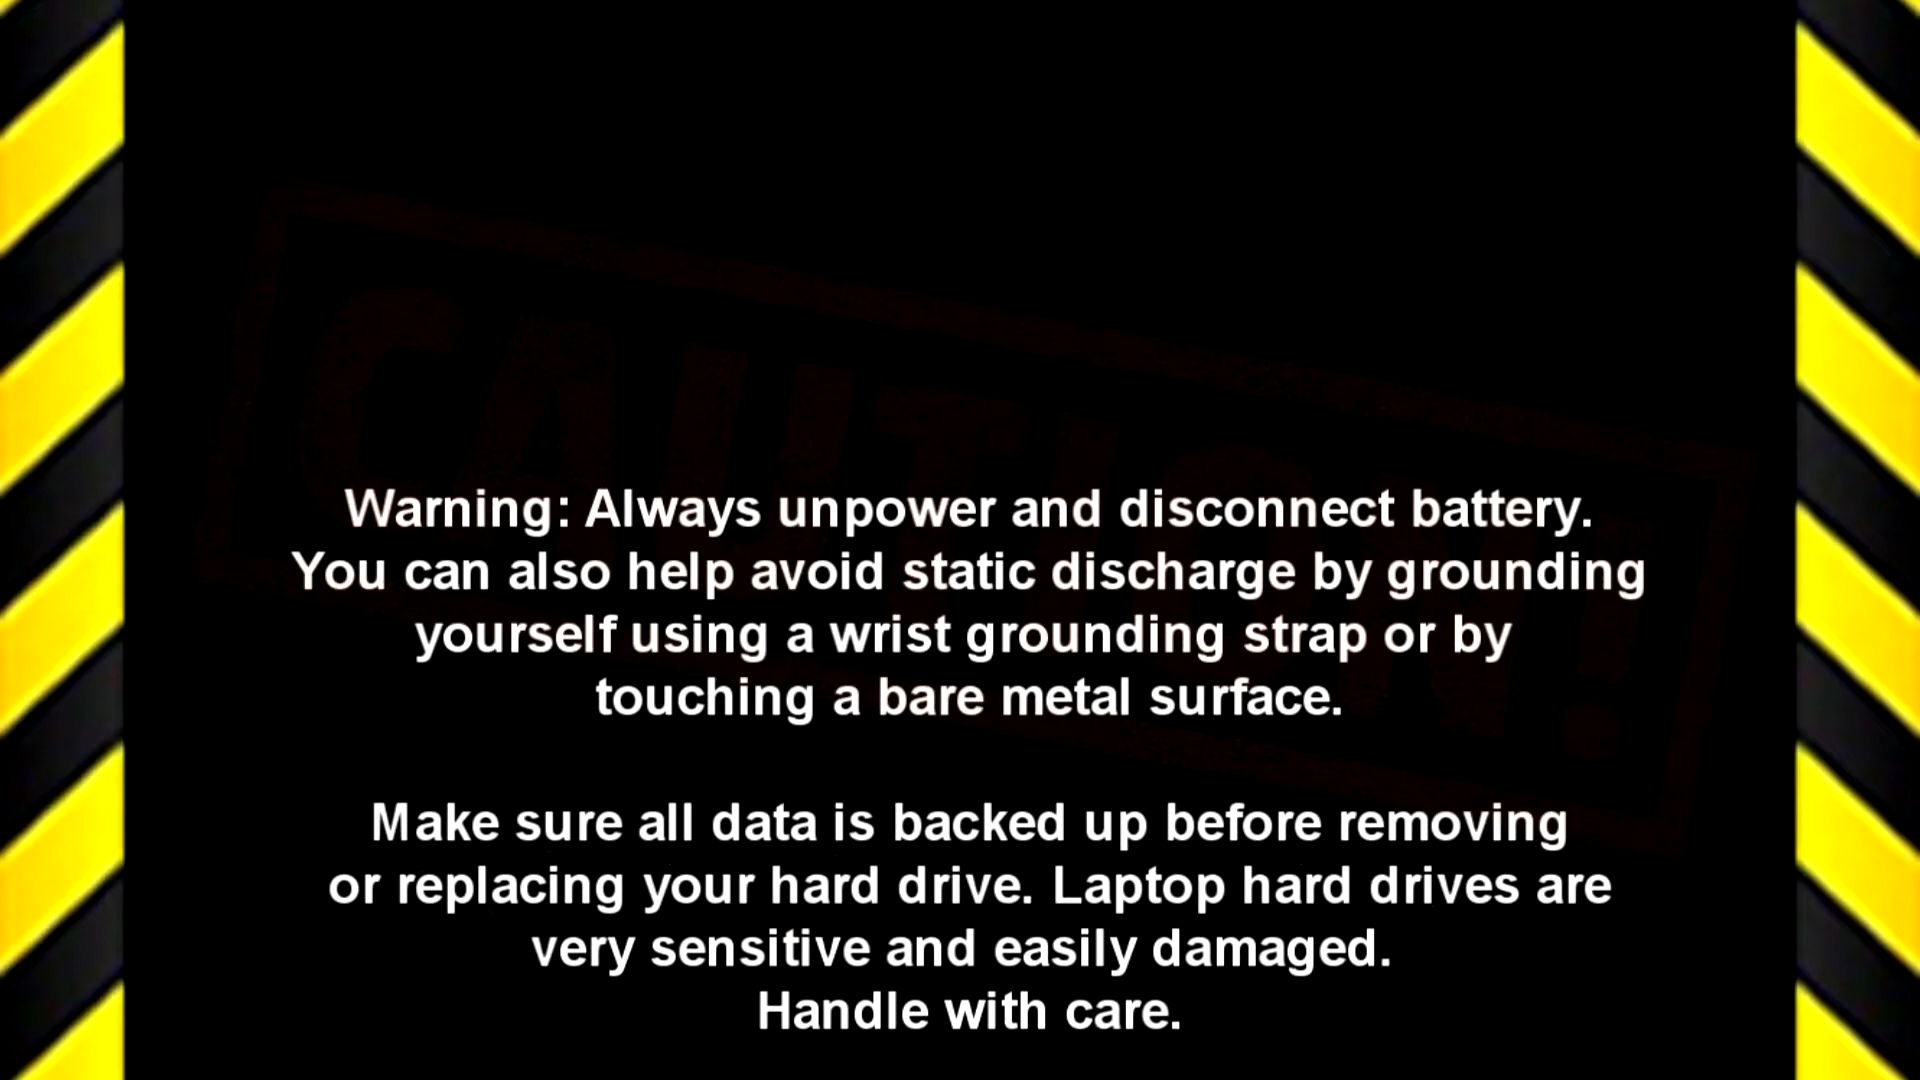 CAUTION!
Warning: Always unpower and disconnect battery.
You can also help avoid static discharge by grounding
yourself using a wrist grounding strap or by
touching a bare metal surface.
Make sure all data is backed up before removing
or replacing your hard drive. Laptop hard drives are
very sensitive and easily damaged.
Handle with care.